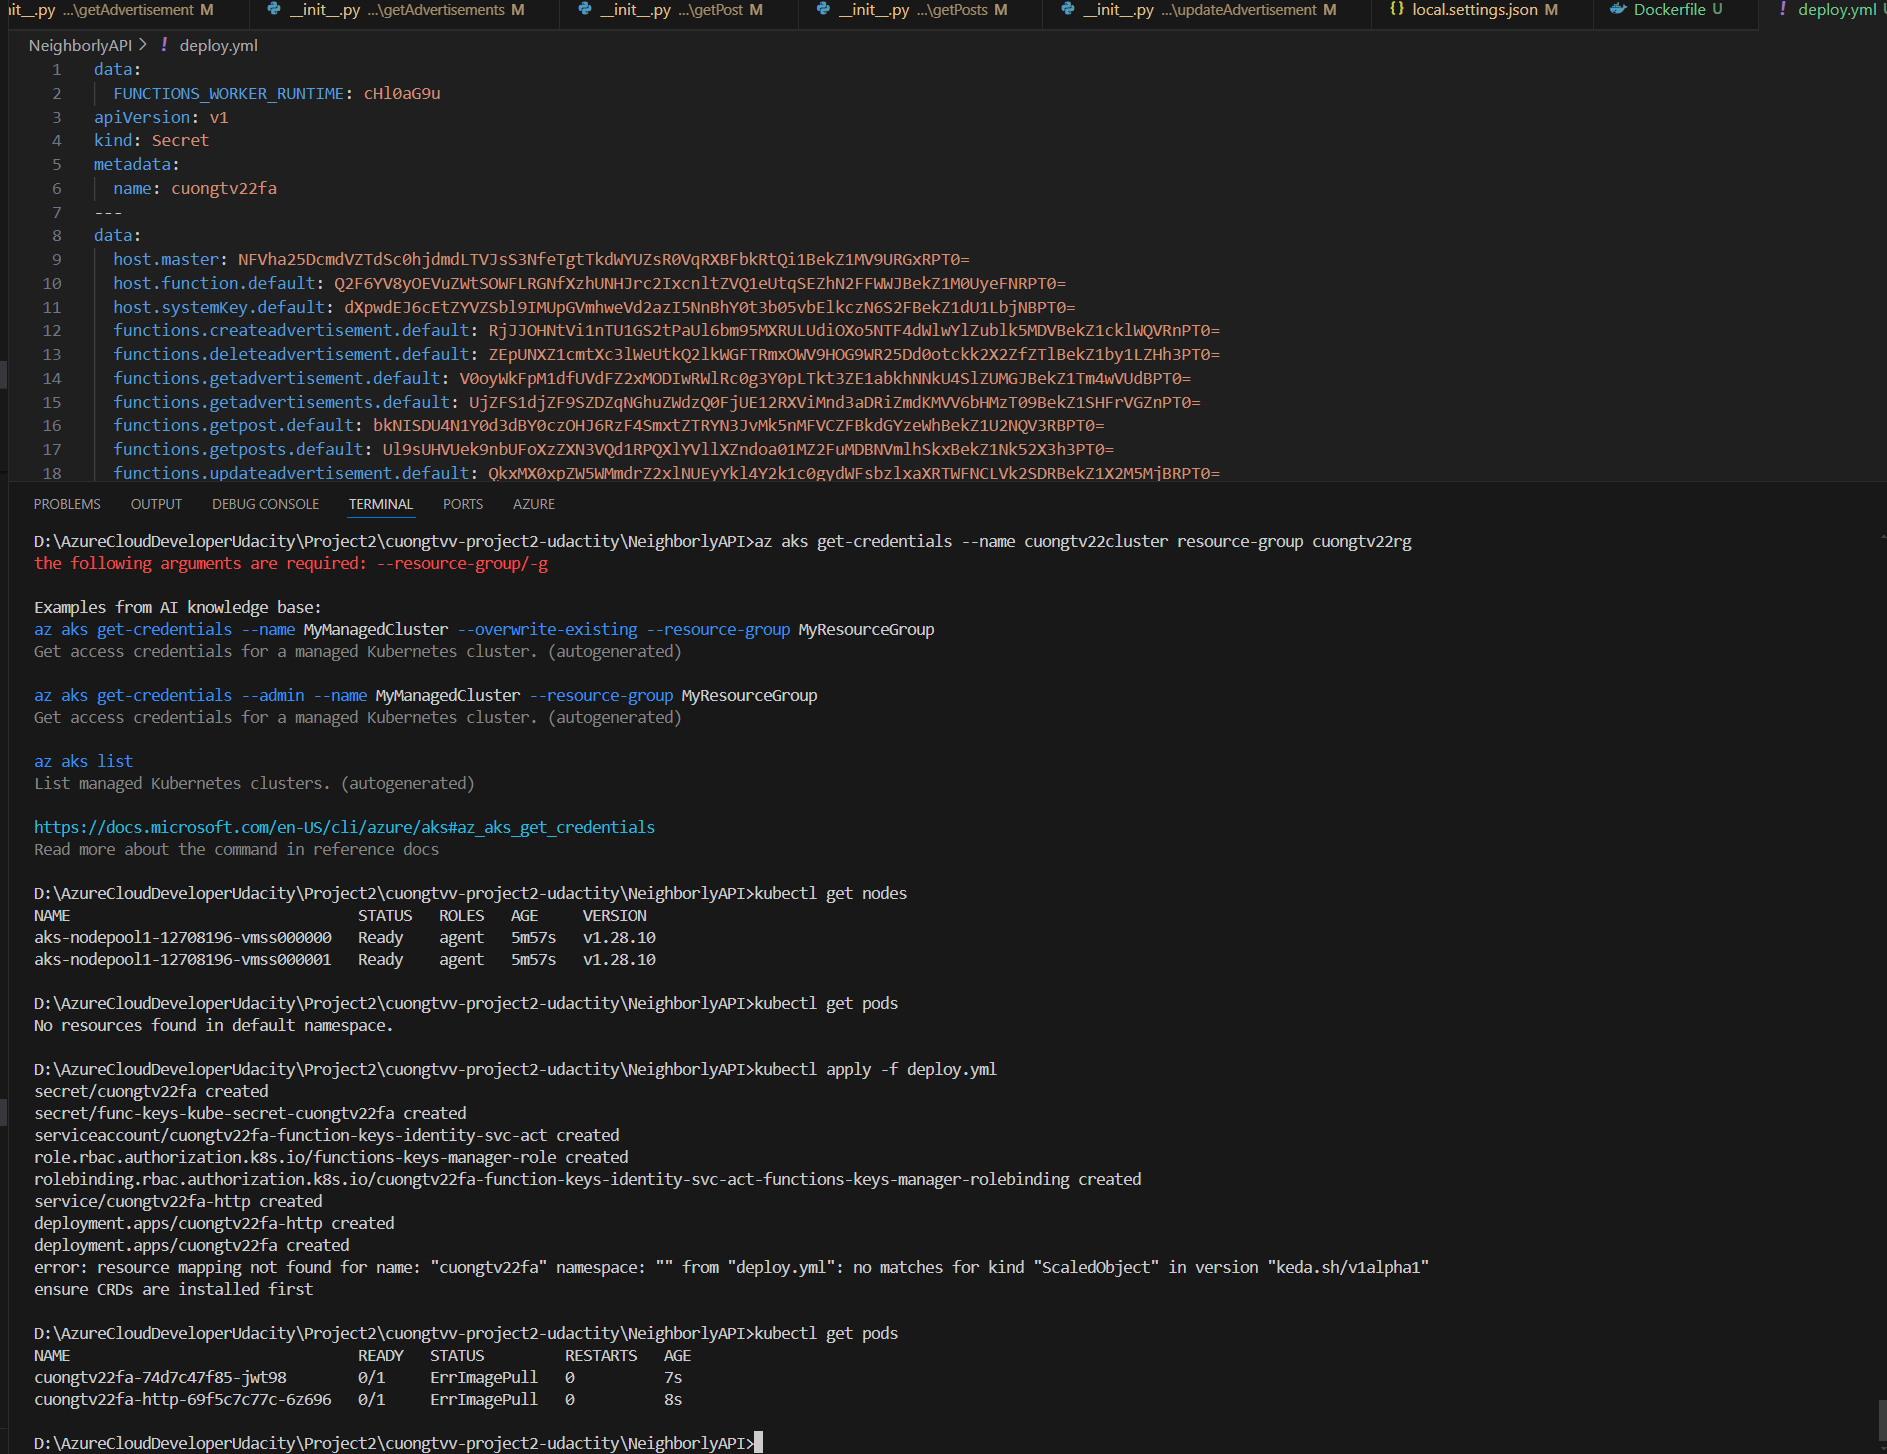 __init__.py ...\getAdvertisement M __init__.py ...\getAdvertisements M __init__.py ...\getPost M __init__.py ...\getPosts M __init__.py ...\updateAdvertisement M {} local.settings.json M Dockerfile U ! deploy.yml U
NeighborlyAPI > ! deploy.yml
1 data:
2 FUNCTIONS_WORKER_RUNTIME: cHl0aG9u
3 apiVersion: v1
4 kind: Secret
5 metadata:
6 name: cuongtv22fa
7 ---
8 data:
9 host.master: NFVha25DcmdVZTdSc0hjdmdLTVJsS3NfeTgtTkdWYUZsR0VqRXBFbkRtQi1BekZ1MV9URGxRPT0=
10 host.function.default: Q2F6YV8yOEVuZWtSOWFLRGNfXzhUNHJrc2IxcnltZVQ1eUtqSEZhN2FFWWJBekZ1M0UyeFNRPT0=
11 host.systemKey.default: dXpwdEJ6cEtZYVZSbl9IMUpGVmhweVd2azI5NnBhY0t3b05vbElkczN6S2FBekZ1dU1LbjNBPT0=
12 functions.createadvertisement.default: RjJJOHNtVi1nTU1GS2tPaUl6bm95MXRULUdiOXo5NTF4dWlwYlZublk5MDVBekZ1cklWQVRnPT0=
13 functions.deleteadvertisement.default: ZEpUNXZ1cmtXc3lWeUtkQ2lkWGFTRmxOWV9HOG9WR25Dd0otckk2X2ZfZTlBekZ1by1LZHh3PT0=
14 functions.getadvertisement.default: V0oyWkFpM1dfUVdFZ2xMODIwRWlRc0g3Y0pLTkt3ZE1abkhNNkU4SlZUMGJBekZ1Tm4wVUdBPT0=
15 functions.getadvertisements.default: UjZFS1djZF9SZDZqNGhuZWdzQ0FjUE12RXViMnd3aDRiZmdKMVV6bHMzT09BekZ1SHFrVGZnPT0=
16 functions.getpost.default: bkNISDU4N1Y0d3dBY0czOHJ6RzF4SmxtZTRYN3JvMk5nMFVCZFBkdGYzeWhBekZ1U2NQV3RBPT0=
17 functions.getposts.default: Ul9sUHVUek9nbUFoXzZXN3VQd1RPQXlYVllXZndoa01MZ2FuMDBNVmlhSkxBekZ1Nk52X3h3PT0=
18 functions.updateadvertisement.default: QkxMX0xpZW5WMmdrZ2xlNUEyYkl4Y2k1c0gydWFsbzlxaXRTWFNCLVk2SDRBekZ1X2M5MjBRPT0=
PROBLEMS OUTPUT DEBUG CONSOLE TERMINAL PORTS AZURE
D:\AzureCloudDeveloperUdacity\Project2\cuongtvv-project2-udactity\NeighborlyAPI>az aks get-credentials --name cuongtv22cluster resource-group cuongtv22rg
the following arguments are required: --resource-group/-g
Examples from AI knowledge base:
az aks get-credentials --name MyManagedCluster --overwrite-existing --resource-group MyResourceGroup
Get access credentials for a managed Kubernetes cluster. (autogenerated)
az aks get-credentials --admin --name MyManagedCluster --resource-group MyResourceGroup
Get access credentials for a managed Kubernetes cluster. (autogenerated)
az aks list
List managed Kubernetes clusters. (autogenerated)
https://docs.microsoft.com/en-US/cli/azure/aks#az_aks_get_credentials
Read more about the command in reference docs
D:\AzureCloudDeveloperUdacity\Project2\cuongtvv-project2-udactity\NeighborlyAPI>kubectl get nodes
NAME STATUS ROLES AGE VERSION
aks-nodepool1-12708196-vmss000000 Ready agent 5m57s v1.28.10
aks-nodepool1-12708196-vmss000001 Ready agent 5m57s v1.28.10
D:\AzureCloudDeveloperUdacity\Project2\cuongtvv-project2-udactity\NeighborlyAPI>kubectl get pods
No resources found in default namespace.
D:\AzureCloudDeveloperUdacity\Project2\cuongtvv-project2-udactity\NeighborlyAPI>kubectl apply -f deploy.yml
secret/cuongtv22fa created
secret/func-keys-kube-secret-cuongtv22fa created
serviceaccount/cuongtv22fa-function-keys-identity-svc-act created
role.rbac.authorization.k8s.io/functions-keys-manager-role created
rolebinding.rbac.authorization.k8s.io/cuongtv22fa-function-keys-identity-svc-act-functions-keys-manager-rolebinding created
service/cuongtv22fa-http created
deployment.apps/cuongtv22fa-http created
deployment.apps/cuongtv22fa created
error: resource mapping not found for name: "cuongtv22fa" namespace: "" from "deploy.yml": no matches for kind "ScaledObject" in version "keda.sh/v1alpha1"
ensure CRDs are installed first
D:\AzureCloudDeveloperUdacity\Project2\cuongtvv-project2-udactity\NeighborlyAPI>kubectl get pods
NAME READY STATUS RESTARTS AGE
cuongtv22fa-74d7c47f85-jwt98 0/1 ErrImagePull 0 7s
cuongtv22fa-http-69f5c7c77c-6z696 0/1 ErrImagePull 0 8s
D:\AzureCloudDeveloperUdacity\Project2\cuongtvv-project2-udactity\NeighborlyAPI>